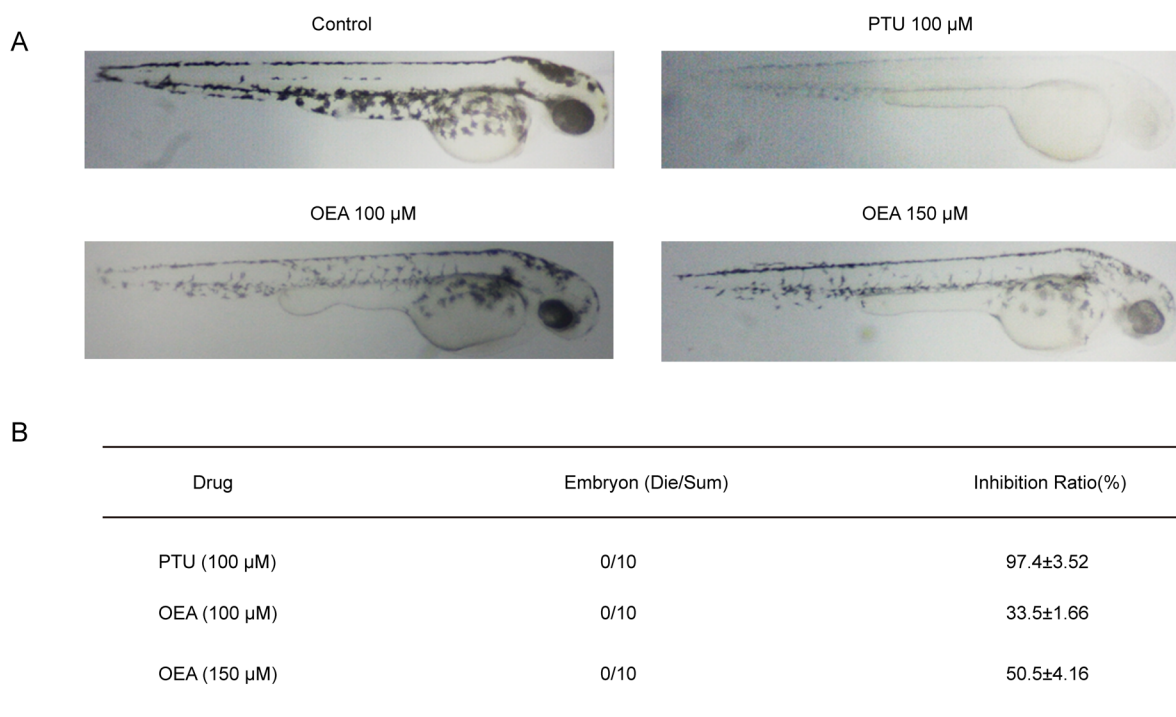 A
Control
PTU 100 µM
OEA 100 µM
OEA 150 µM
B
Drug Embryon (Die/Sum) Inhibition Ratio(%)
PTU (100 µM) 0/10 97.4±3.52
OEA (100 µM) 0/10 33.5±1.66
OEA (150 µM) 0/10 50.5±4.16